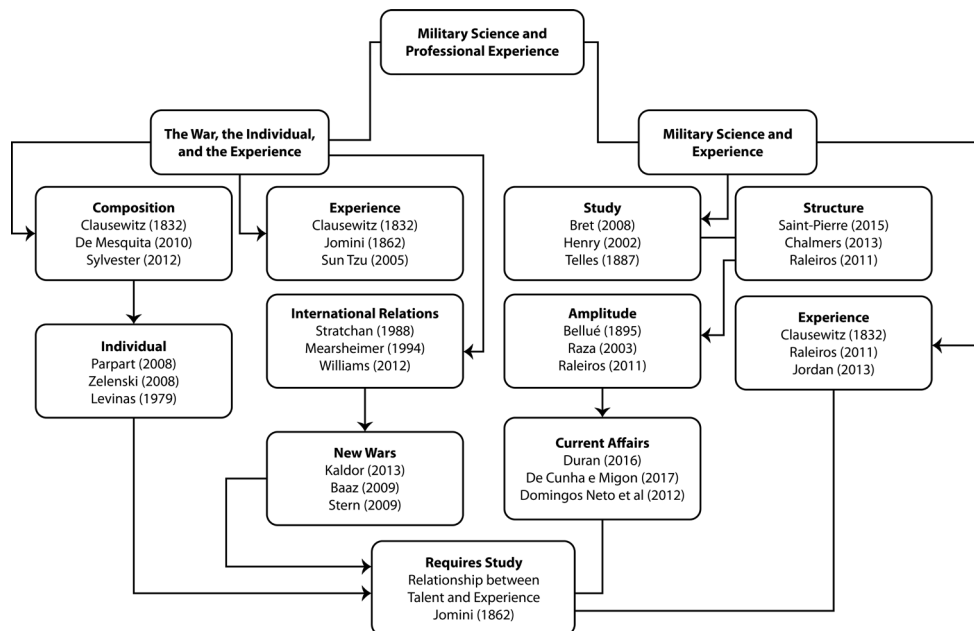 Military Science and
Professional Experience
The War, the Individual,
and the Experience
Military Science and
Experience
Composition
Clausewitz (1832)
De Mesquita (2010)
Sylvester (2012)
Experience
Clausewitz (1832)
Jomini (1862)
Sun Tzu (2005)
Study
Bret (2008)
Henry (2002)
Telles (1887)
Structure
Saint-Pierre (2015)
Chalmers (2013)
Raleiros (2011)
Individual
Parpart (2008)
Zelenski (2008)
Levinas (1979)
International Relations
Stratchan (1988)
Mearsheimer (1994)
Williams (2012)
Amplitude
Bellué (1895)
Raza (2003)
Raleiros (2011)
Experience
Clausewitz (1832)
Raleiros (2011)
Jordan (2013)
New Wars
Kaldor (2013)
Baaz (2009)
Stern (2009)
Current Affairs
Duran (2016)
De Cunha e Migon (2017)
Domingos Neto et al (2012)
Requires Study
Relationship between
Talent and Experience
Jomini (1862)